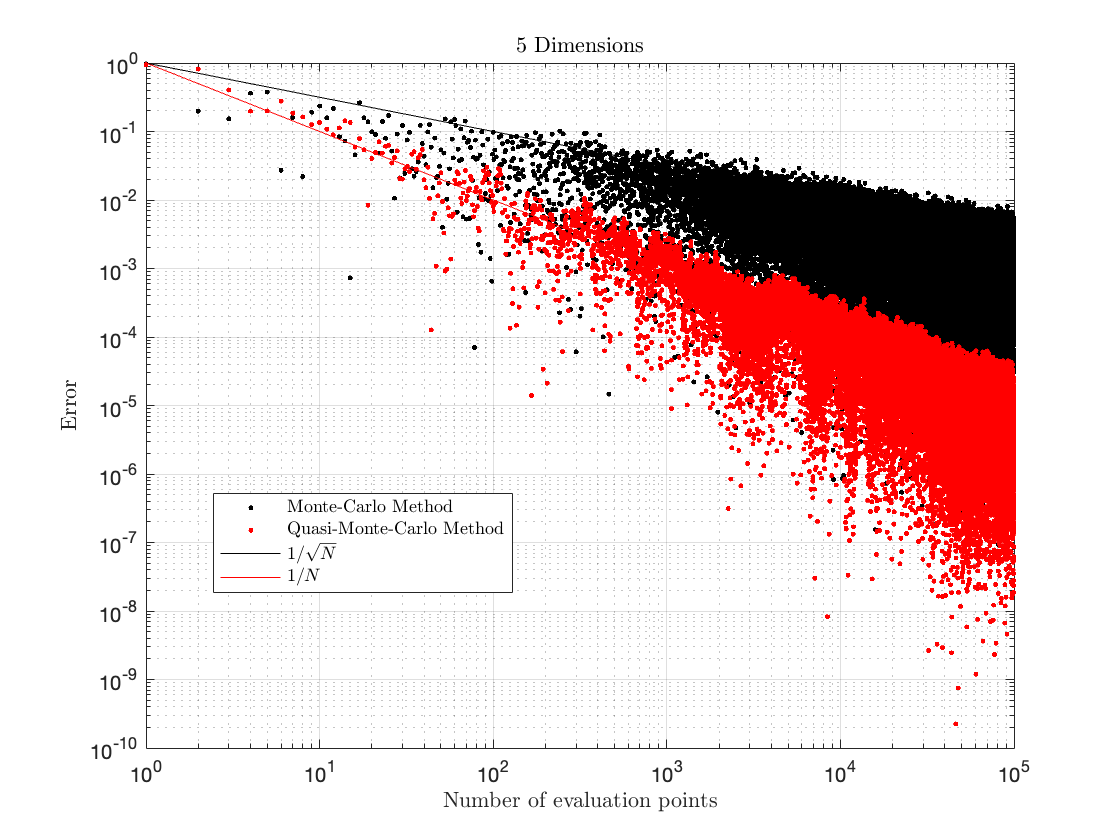 5 Dimensions
10^0
10^-1
10^-2
10^-3
10^-4
10^-5
10^-6
10^-7
10^-8
10^-9
10^-10
Error
Monte-Carlo Method
Quasi-Monte-Carlo Method
1/√N
1/N
10^0 10^1 10^2 10^3 10^4 10^5
Number of evaluation points